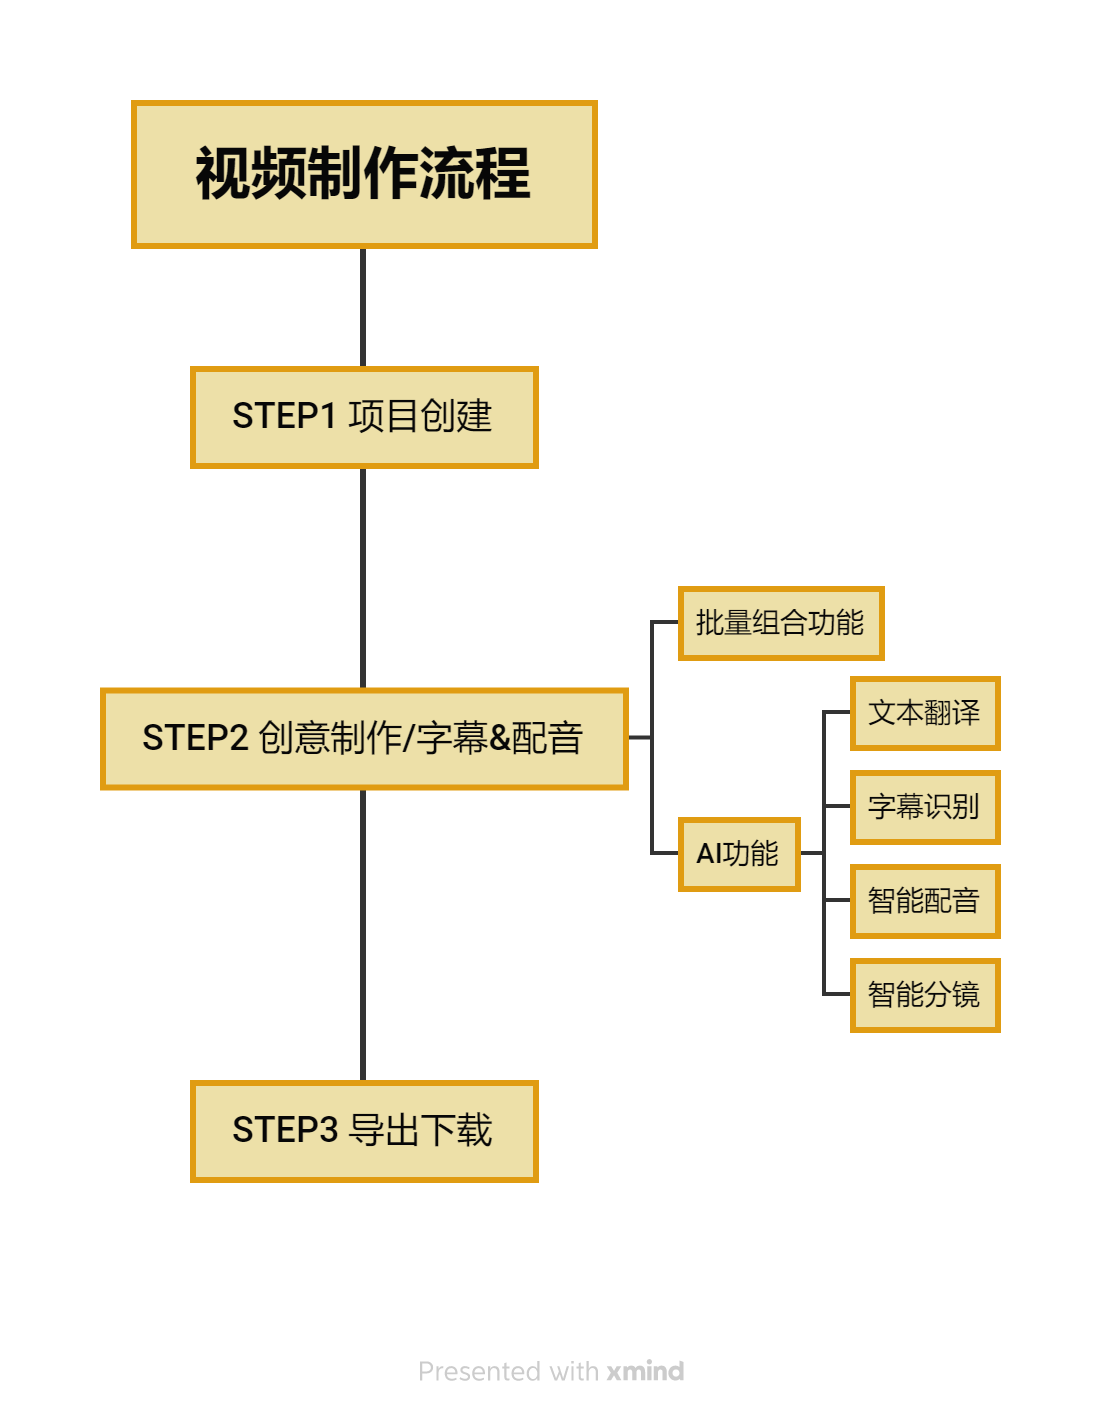 视频制作流程
STEP1 项目创建
STEP2 创意制作/字幕&配音
批量组合功能
AI功能
文本翻译
字幕识别
智能配音
智能分镜
STEP3 导出下载
Presented with xmind